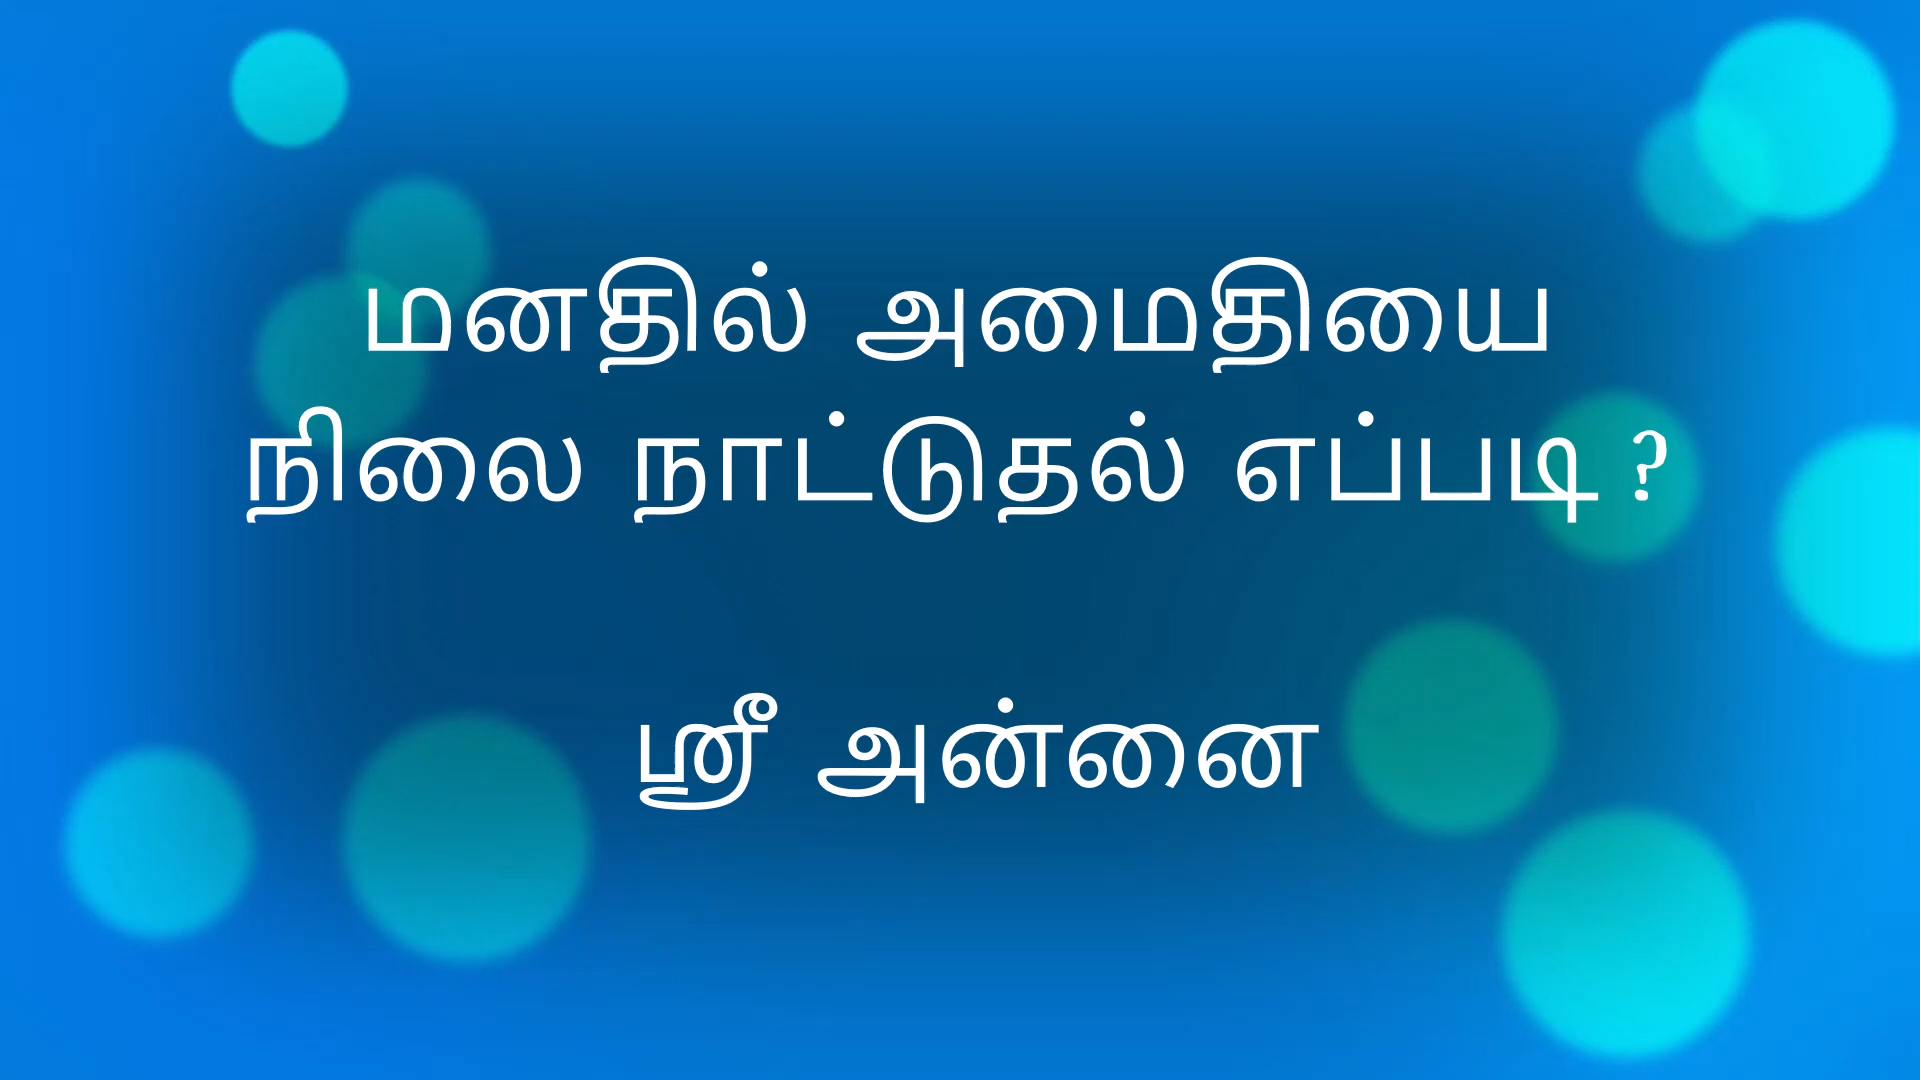 மனதில் அமைதியை
நிலை நாட்டுதல் எப்படி ?
ஸ்ரீ அன்னை